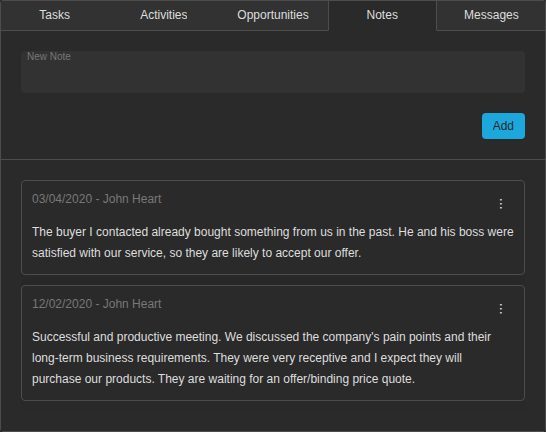 Tasks Activities Opportunities Notes Messages
New Note
Add
03/04/2020 - John Heart
The buyer I contacted already bought something from us in the past. He and his boss were
satisfied with our service, so they are likely to accept our offer.
12/02/2020 - John Heart
Successful and productive meeting. We discussed the company's pain points and their
long-term business requirements. They were very receptive and I expect they will
purchase our products. They are waiting for an offer/binding price quote.